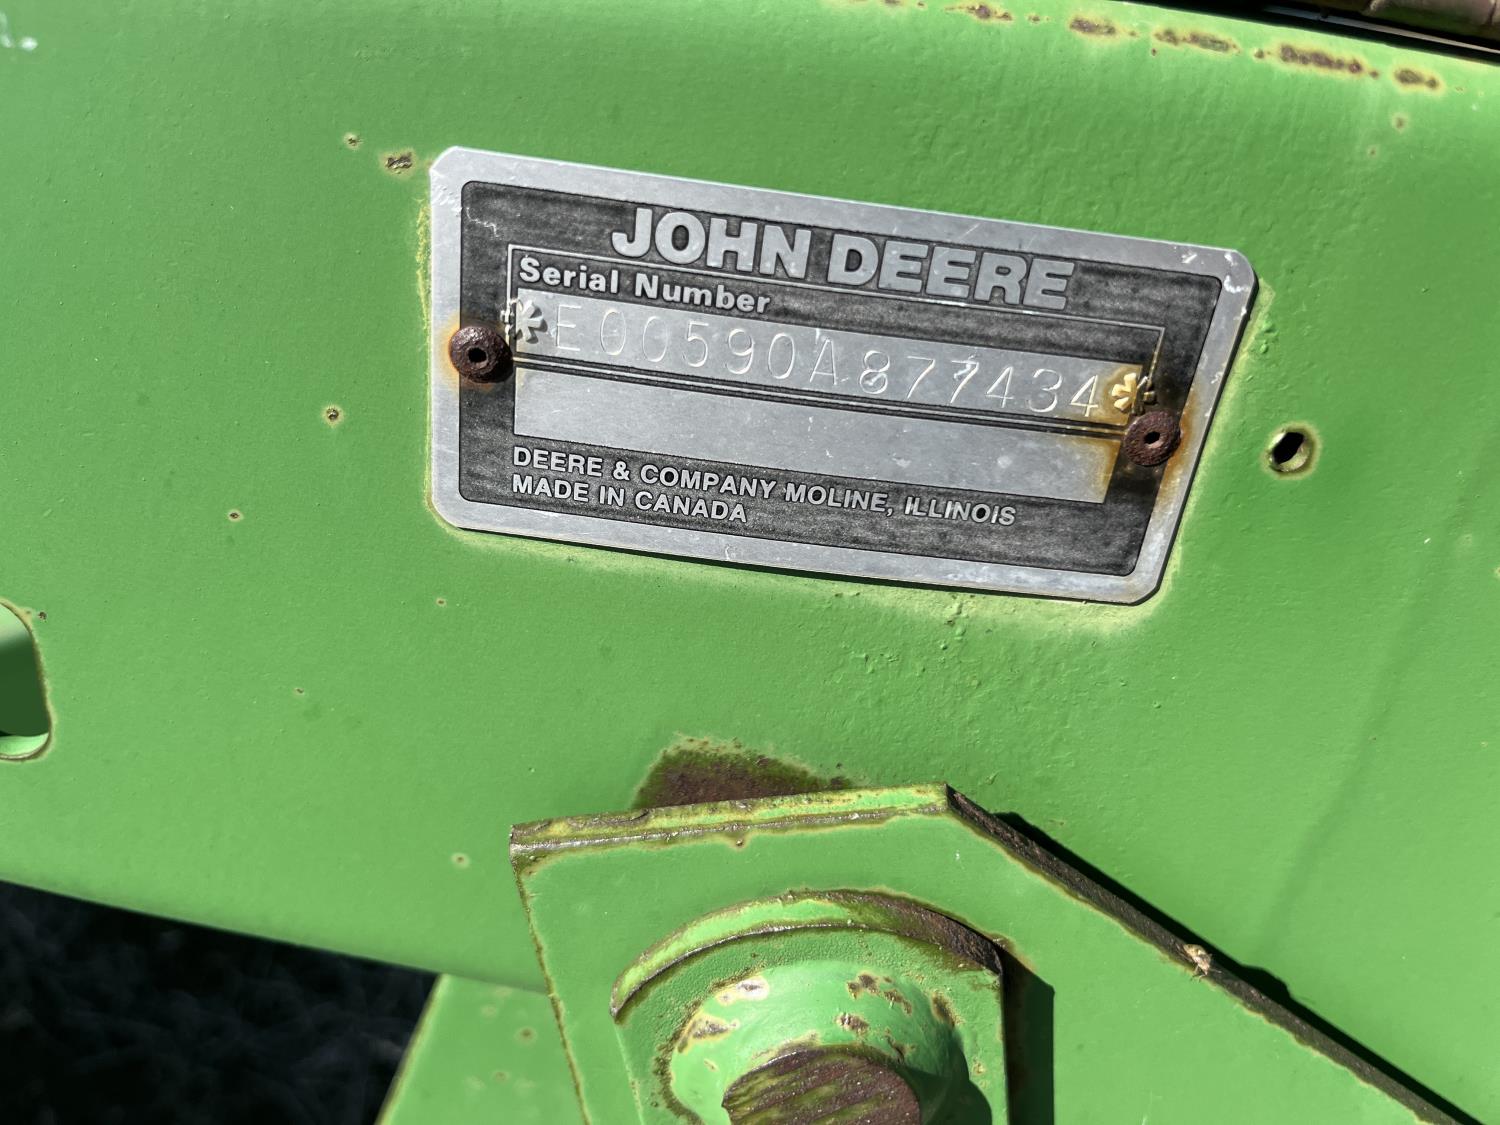 JOHN DEERE
Serial Number
*E00590A877434*
DEERE & COMPANY MOLINE, ILLINOIS
MADE IN CANADA